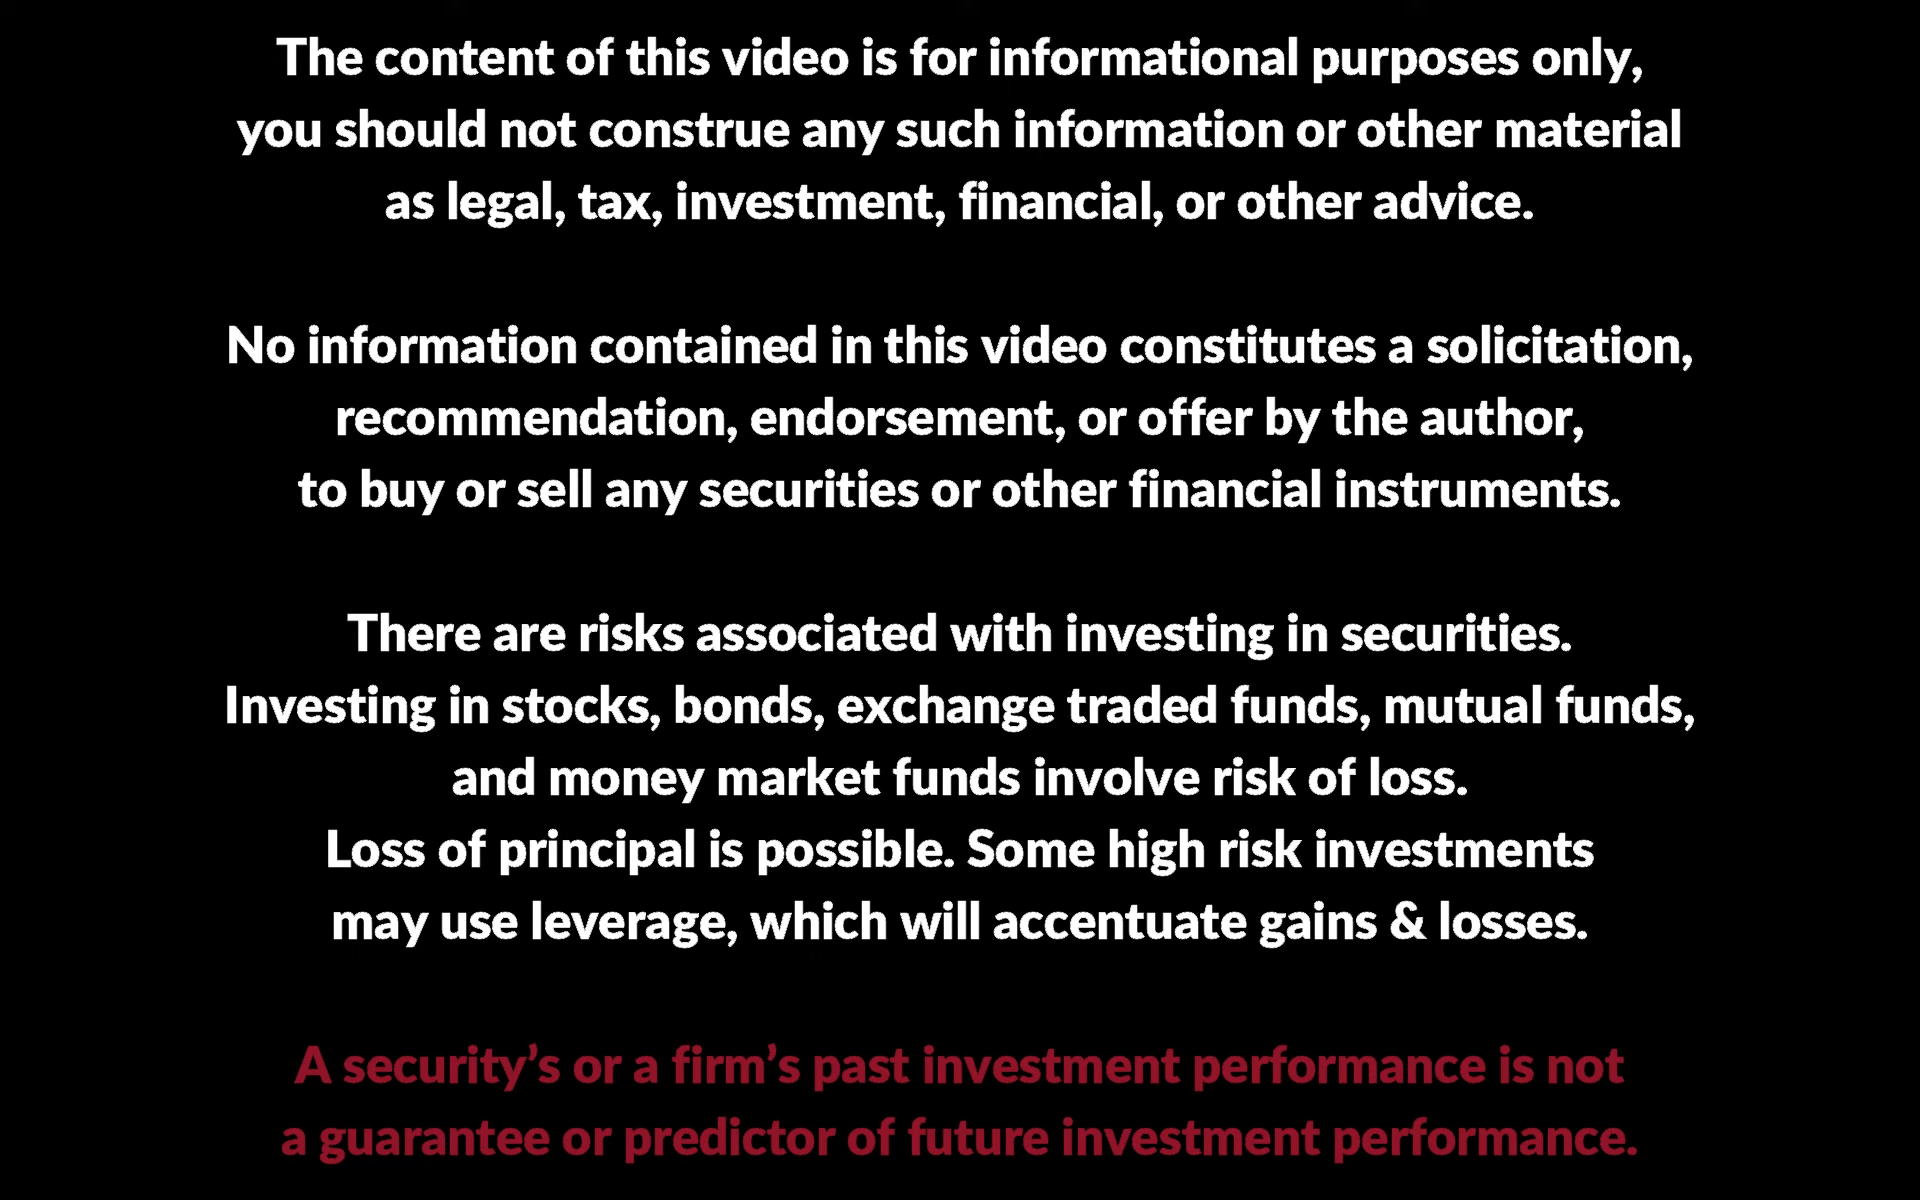 The content of this video is for informational purposes only,
you should not construe any such information or other material
as legal, tax, investment, financial, or other advice.
No information contained in this video constitutes a solicitation,
recommendation, endorsement, or offer by the author,
to buy or sell any securities or other financial instruments.
There are risks associated with investing in securities.
Investing in stocks, bonds, exchange traded funds, mutual funds,
and money market funds involve risk of loss.
Loss of principal is possible. Some high risk investments
may use leverage, which will accentuate gains & losses.
A security’s or a firm’s past investment performance is not
a guarantee or predictor of future investment performance.